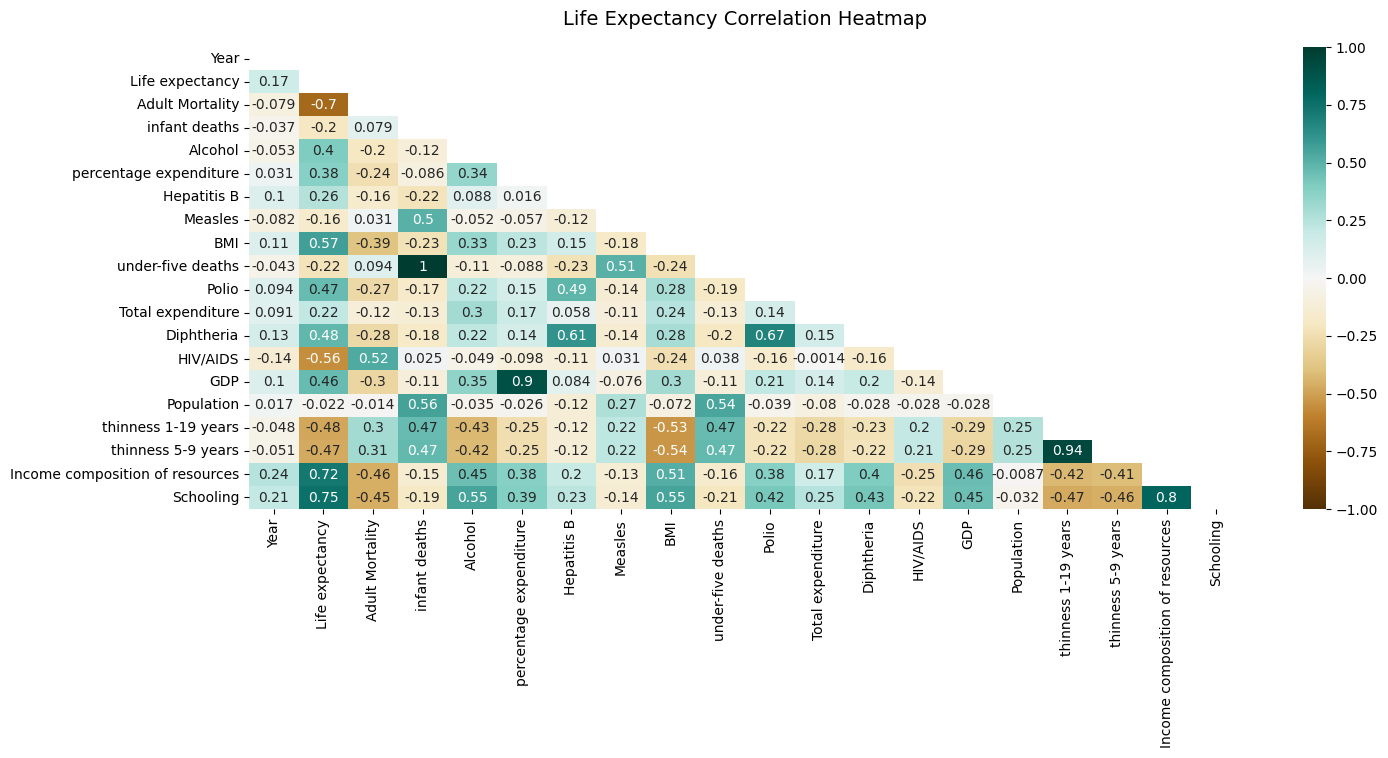 Life Expectancy Correlation Heatmap
Year
Life expectancy 0.17
Adult Mortality -0.079 -0.7
infant deaths -0.037 -0.2 0.079
Alcohol -0.053 0.4 -0.2 -0.12
percentage expenditure 0.031 0.38 -0.24 -0.086 0.34
Hepatitis B 0.1 0.26 -0.16 -0.22 0.088 0.016
Measles -0.082 -0.16 0.031 0.5 -0.052 -0.057 -0.12
BMI 0.11 0.57 -0.39 -0.23 0.33 0.23 0.15 -0.18
under-five deaths -0.043 -0.22 0.094 1 -0.11 -0.088 -0.23 0.51 -0.24
Polio 0.094 0.47 -0.27 -0.17 0.22 0.15 0.49 -0.14 0.28 -0.19
Total expenditure 0.091 0.22 -0.12 -0.13 0.3 0.17 0.058 -0.11 0.24 -0.13 0.14
Diphtheria 0.13 0.48 -0.28 -0.18 0.22 0.14 0.61 -0.14 0.28 -0.2 0.67 0.15
HIV/AIDS -0.14 -0.56 0.52 0.025 -0.049 -0.098 -0.11 0.031 -0.24 0.038 -0.16 -0.0014 -0.16
GDP 0.1 0.46 -0.3 -0.11 0.35 0.9 0.084 -0.076 0.3 -0.11 0.21 0.14 0.2 -0.14
Population 0.017 -0.022 -0.014 0.56 -0.035 -0.026 -0.12 0.27 -0.072 0.54 -0.039 -0.08 -0.028 -0.028 -0.028
thinness 1-19 years -0.048 -0.48 0.3 0.47 -0.43 -0.25 -0.12 0.22 -0.53 0.47 -0.22 -0.28 -0.23 0.2 -0.29 0.25
thinness 5-9 years -0.051 -0.47 0.31 0.47 -0.42 -0.25 -0.12 0.22 -0.54 0.47 -0.22 -0.28 -0.22 0.21 -0.29 0.25 0.94
Income composition of resources 0.24 0.72 -0.46 -0.15 0.45 0.38 0.2 -0.13 0.51 -0.16 0.38 0.17 0.4 -0.25 0.46 -0.0087 -0.42 -0.41
Schooling 0.21 0.75 -0.45 -0.19 0.55 0.39 0.23 -0.14 0.55 -0.21 0.42 0.25 0.43 -0.22 0.45 -0.032 -0.47 -0.46 0.8
Year
Life expectancy
Adult Mortality
infant deaths
Alcohol
percentage expenditure
Hepatitis B
Measles
BMI
under-five deaths
Polio
Total expenditure
Diphtheria
HIV/AIDS
GDP
Population
thinness 1-19 years
thinness 5-9 years
Income composition of resources
Schooling
1.00
0.75
0.50
0.25
0.00
−0.25
−0.50
−0.75
−1.00